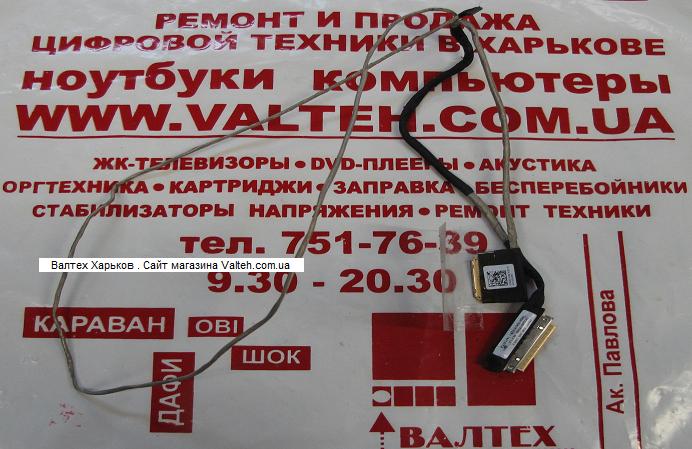 РЕМОНТ И ПРОДАЖА
ЦИФРОВОЙ ТЕХНИКИ В ХАРЬКОВЕ
ноутбуки компьютеры
WWW.VALTEH.COM.UA
ЖК-ТЕЛЕВИЗОРЫ • DVD-ПЛЕЕРЫ • АКУСТИКА
ОРГТЕХНИКА • КАРТРИДЖИ • ЗАПРАВКА • БЕСПЕРЕБОЙНИКИ
СТАБИЛИЗАТОРЫ НАПРЯЖЕНИЯ • РЕМОНТ ТЕХНИКИ
тел. 751-76-39
Валтех Харьков . Сайт магазина Valteh.com.ua
9.30 - 20.30
КАРАВАН
ОВІ
ШОК
ДАФИ
Ак. Павлова
ВАЛТЕХ